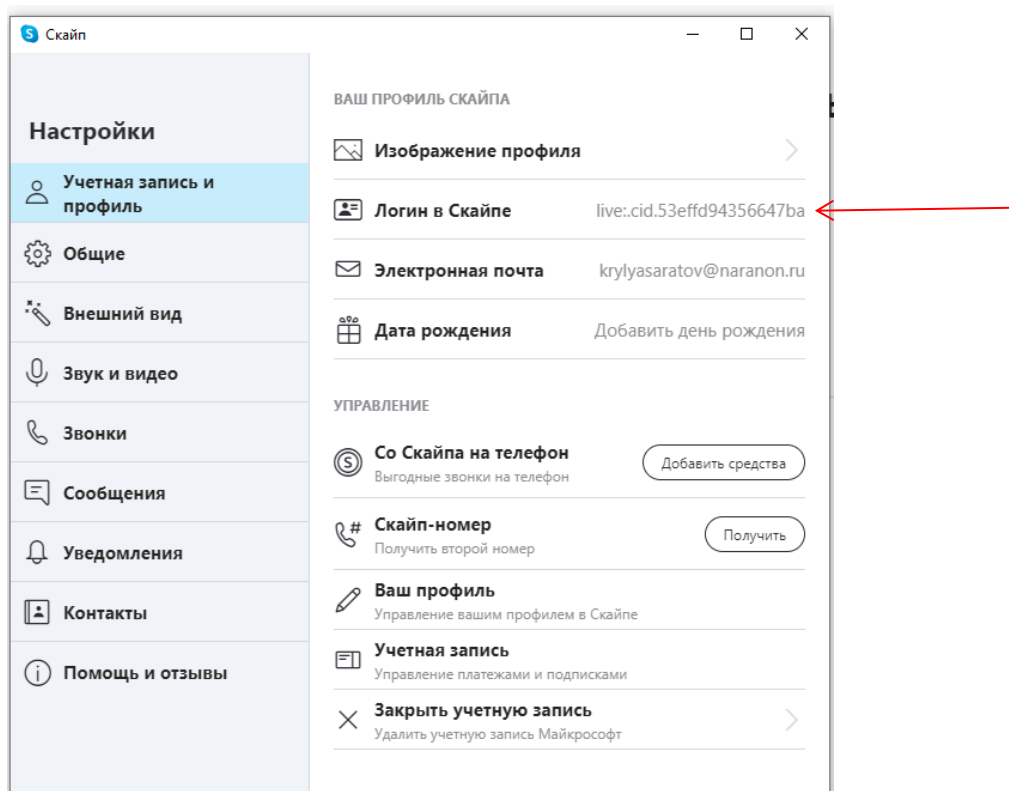 Скайп
Настройки
Учетная запись и
профиль
Общие
Внешний вид
Звук и видео
Звонки
Сообщения
Уведомления
Контакты
Помощь и отзывы
ВАШ ПРОФИЛЬ СКАЙПА
Изображение профиля
Логин в Скайпе live:.cid.53effd94356647ba
Электронная почта krylyasaratov@naranon.ru
Дата рождения Добавить день рождения
УПРАВЛЕНИЕ
Со Скайпа на телефон
Выгодные звонки на телефон
Добавить средства
Скайп-номер
Получить второй номер
Получить
Ваш профиль
Управление вашим профилем в Скайпе
Учетная запись
Управление платежами и подписками
Закрыть учетную запись
Удалить учетную запись Майкрософт